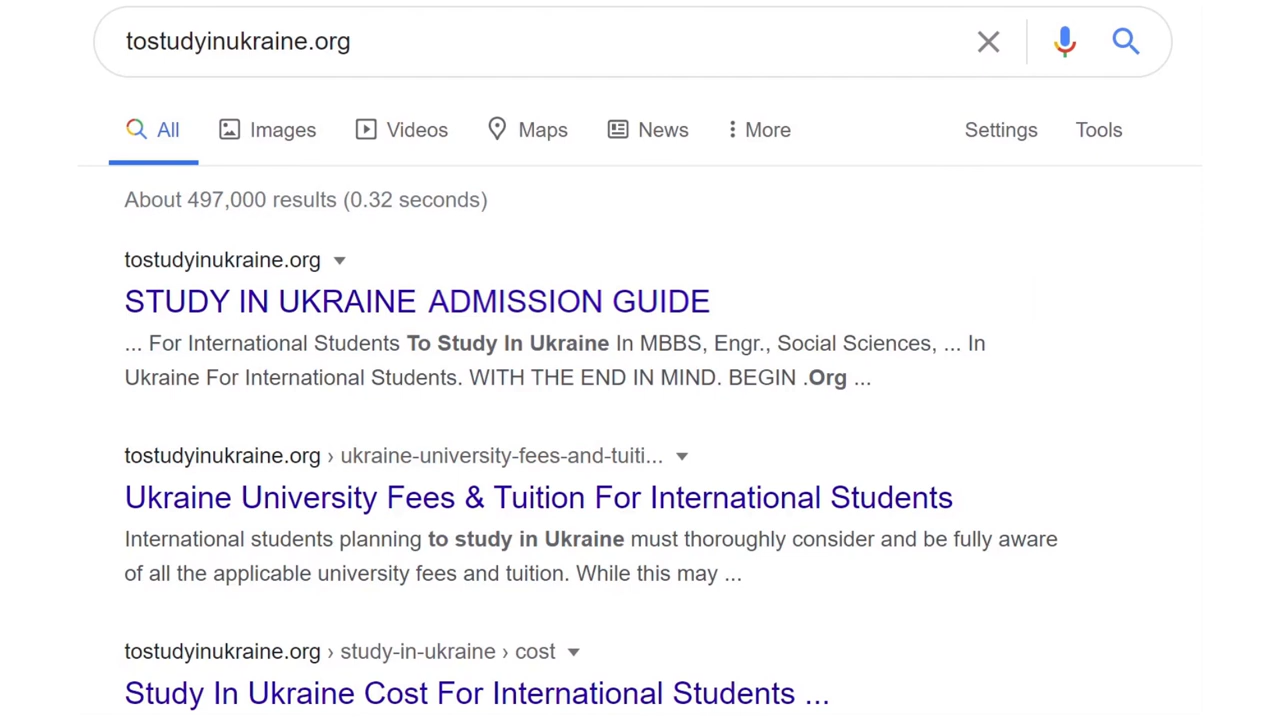 tostudyinukraine.org
All Images Videos Maps News More Settings Tools
About 497,000 results (0.32 seconds)
tostudyinukraine.org
STUDY IN UKRAINE ADMISSION GUIDE
... For International Students To Study In Ukraine In MBBS, Engr., Social Sciences, ... In
Ukraine For International Students. WITH THE END IN MIND. BEGIN .Org ...
tostudyinukraine.org › ukraine-university-fees-and-tuiti...
Ukraine University Fees & Tuition For International Students
International students planning to study in Ukraine must thoroughly consider and be fully aware
of all the applicable university fees and tuition. While this may ...
tostudyinukraine.org › study-in-ukraine › cost
Study In Ukraine Cost For International Students ...